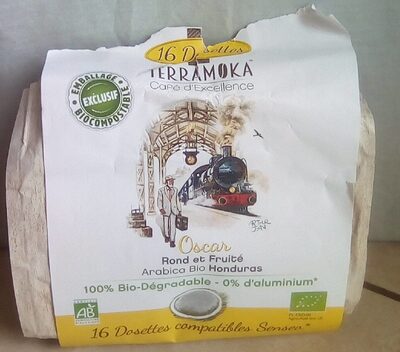 16 Dosettes
TERRAMOKA
Café d'Excellence
EMBALLAGE
EXCLUSIF
BIOCOMPOSTABLE
Oscar
Rond et Fruité
Arabica Bio Honduras
100% Bio-Dégradable - 0% d'aluminium*
AB
16 Dosettes compatibles Senseo*